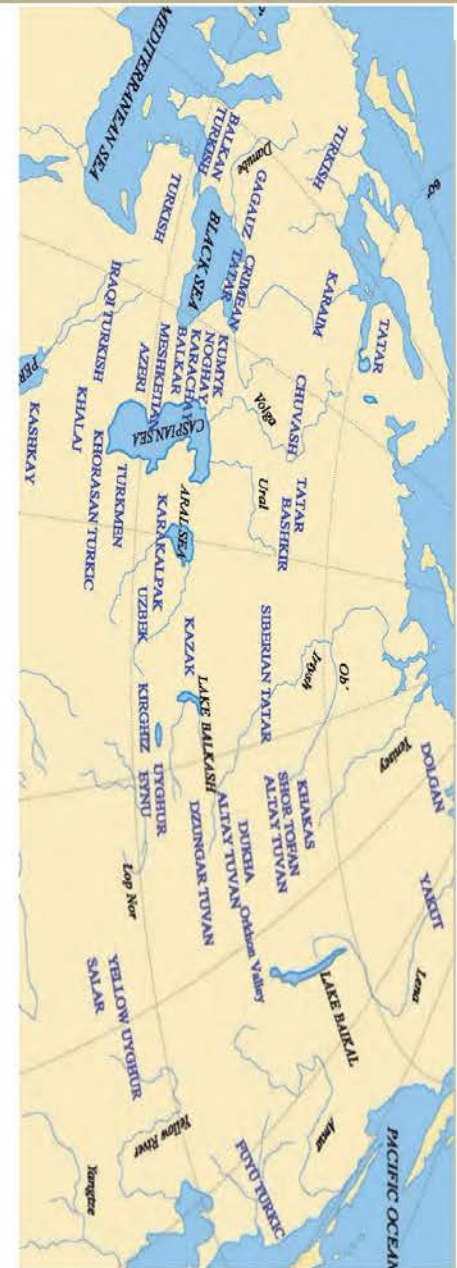 MEDITERRANEAN SEA
BALKAN
TURKISH
Danube
TURKISH
60°
GAGAUZ
TURKISH
BLACK SEA
CRIMEAN
TATAR
KARAIM
TATAR
IRAQI TURKISH
KUMYK
NOGHAY
KARACHAY
BALKAR
MESHKETIAN
AZERI
CASPIAN SEA
Volga
CHUVASH
PER
KASHKAY
KHALAJ
KHORASAN TURKIC
TURKMEN
ARAL SEA
KARAKALPAK
UZBEK
Ural
TATAR
BASHKIR
KAZAK
LAKE BALKASH
SIBERIAN TATAR
Irtysh
Ob'
Yenisey
DOLGAN
KIRGHIZ
UYGHUR
EYNU
DZUNGAR TUVAN
DUKHA
ALTAY TUVAN
KHAKAS
SHOR TOFAN
ALTAY TUVAN
YAKUT
Lena
Lop Nor
Orkhon Valley
LAKE BAIKAL
YELLOW UYGHUR
SALAR
Yellow River
Yangtze
FUYÜ TURKIC
Amur
PACIFIC OCEAN